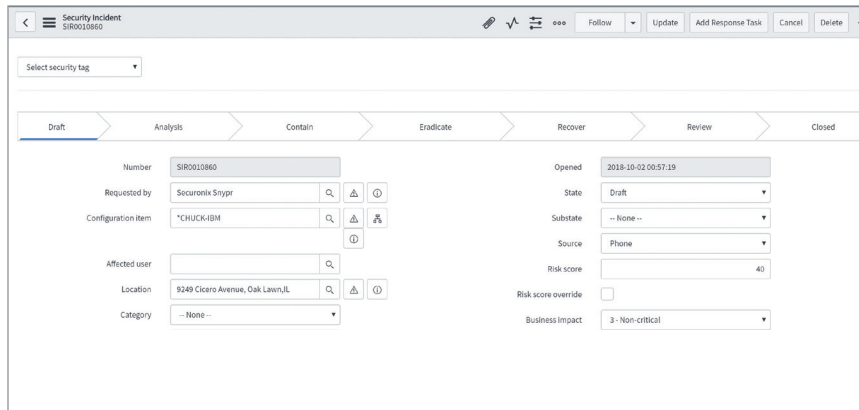 Security Incident
SIR0010860
Follow
Update
Add Response Task
Cancel
Delete
Select security tag
Draft
Analysis
Contain
Eradicate
Recover
Review
Closed
Number SIR0010860
Requested by Securonix Snypr
Configuration item *CHUCK-IBM
Affected user
Location 9249 Cicero Avenue, Oak Lawn,IL
Category -- None --
Opened 2018-10-02 00:57:19
State Draft
Substate -- None --
Source Phone
Risk score 40
Risk score override
Business impact 3 - Non-critical